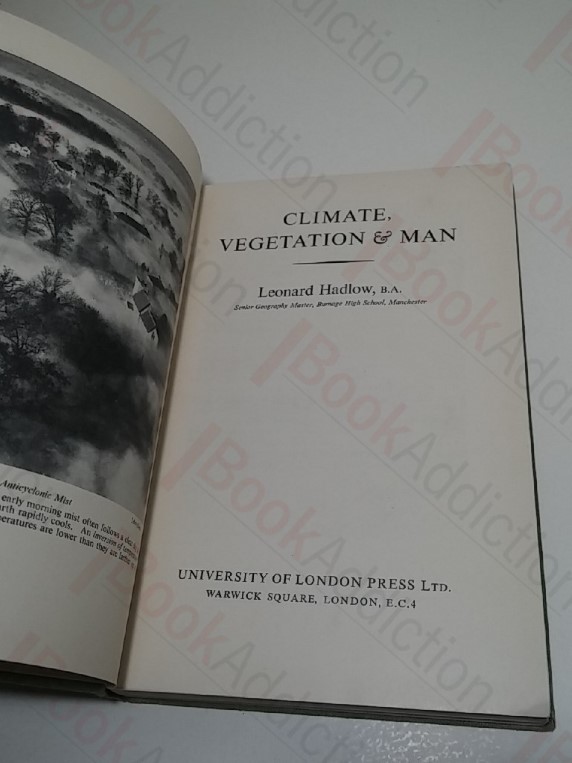 Anticyclonic Mist
early morning mist often follows a
rth rapidly cools. An inversion of
peratures are lower than they are
CLIMATE,
VEGETATION & MAN
Leonard Hadlow, B.A.
Senior Geography Master, Burnage High School, Manchester
UNIVERSITY OF LONDON PRESS LTD.
WARWICK SQUARE, LONDON, E.C.4
BookAddiction